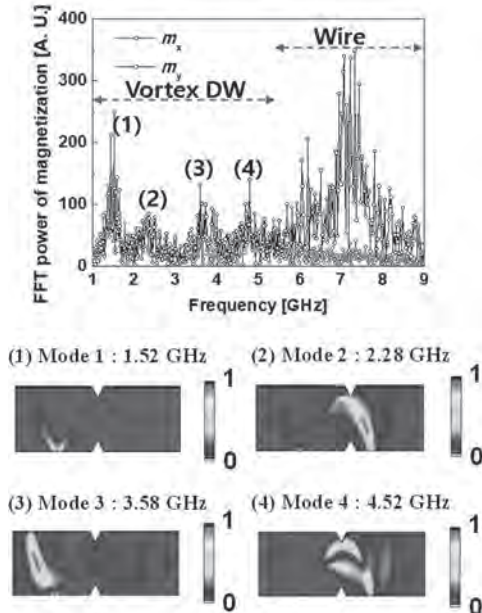 FFT power of magnetization [A. U.]
400
300
200
100
0
m_x
m_y
Wire
Vortex DW
(1)
(2)
(3)
(4)
1 2 3 4 5 6 7 8 9
Frequency [GHz]
(1) Mode 1 : 1.52 GHz
1
0
(2) Mode 2 : 2.28 GHz
1
0
(3) Mode 3 : 3.58 GHz
1
0
(4) Mode 4 : 4.52 GHz
1
0